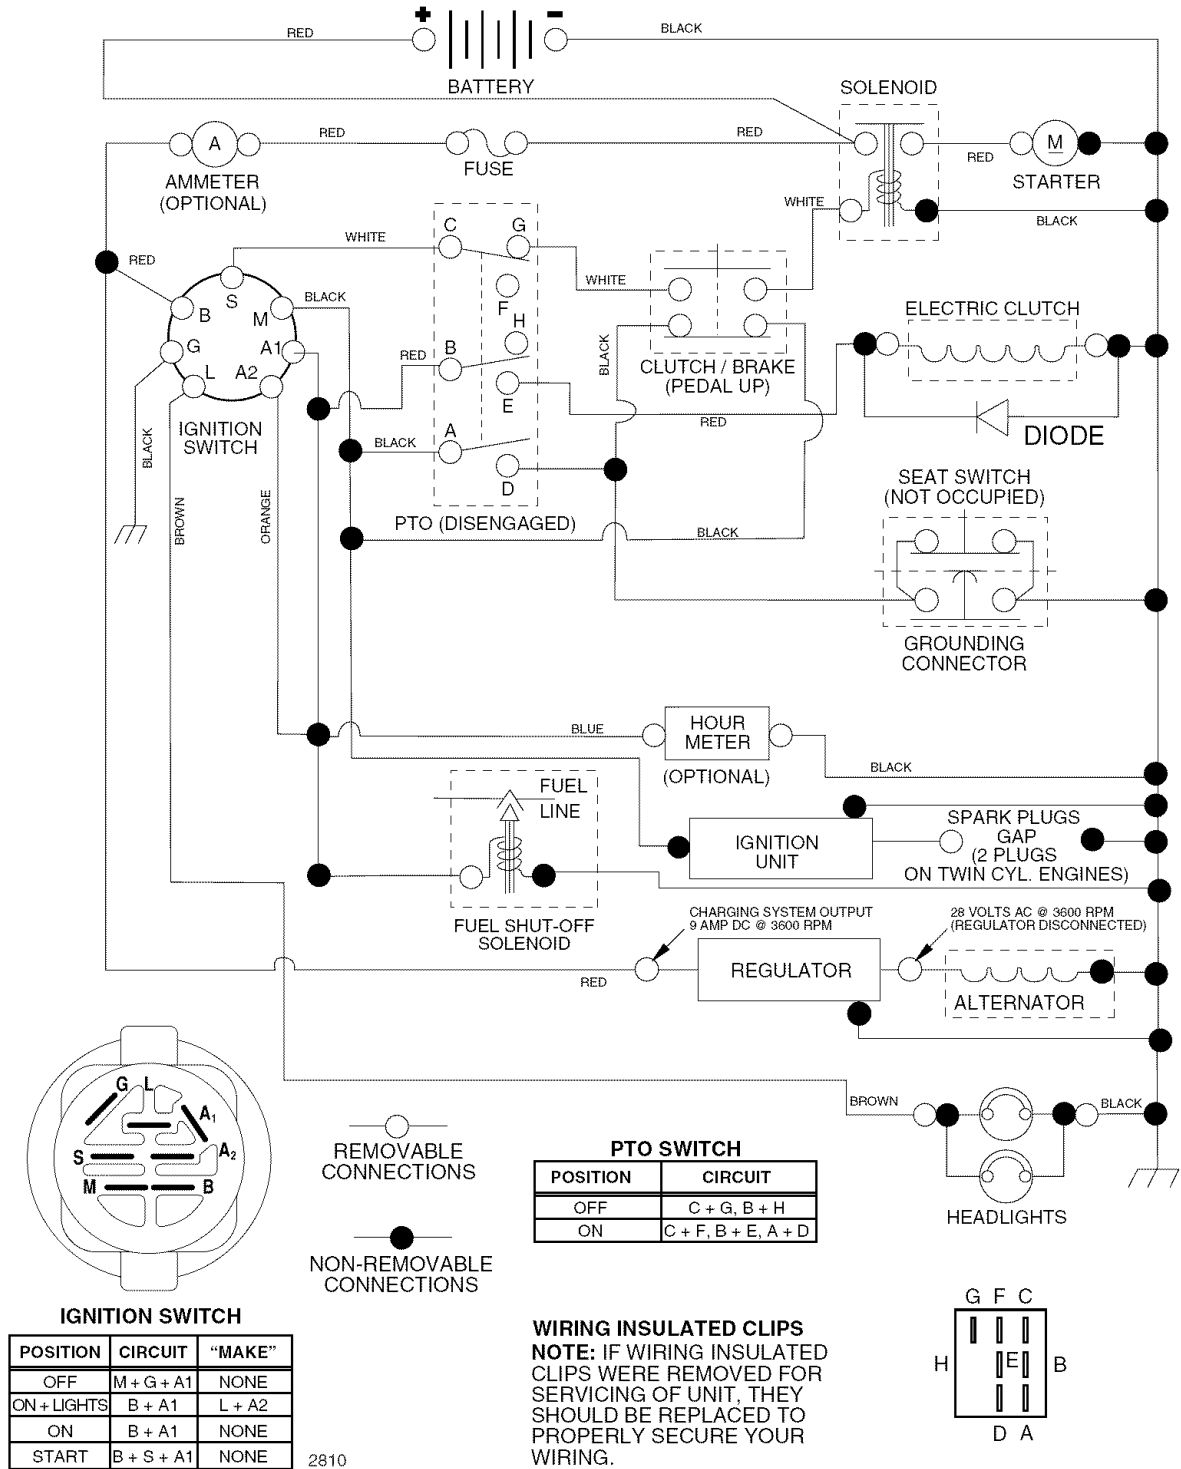 +
-
RED
BLACK
BATTERY
SOLENOID
A
RED
RED
FUSE
RED
M
AMMETER
(OPTIONAL)
STARTER
WHITE
BLACK
C
G
WHITE
RED
S
BLACK
F
WHITE
B
M
H
ELECTRIC CLUTCH
G
A1
RED
B
BLACK
CLUTCH / BRAKE
(PEDAL UP)
L
A2
E
RED
IGNITION
SWITCH
BLACK
BLACK
A
DIODE
D
SEAT SWITCH
(NOT OCCUPIED)
BROWN
ORANGE
PTO (DISENGAGED)
BLACK
GROUNDING
CONNECTOR
BLUE
HOUR
METER
(OPTIONAL)
BLACK
FUEL
LINE
IGNITION
UNIT
SPARK PLUGS
GAP
(2 PLUGS
ON TWIN CYL. ENGINES)
FUEL SHUT-OFF
SOLENOID
CHARGING SYSTEM OUTPUT
9 AMP DC @ 3600 RPM
28 VOLTS AC @ 3600 RPM
(REGULATOR DISCONNECTED)
RED
REGULATOR
ALTERNATOR
G L
A1
A2
S
M
B
BROWN
BLACK
HEADLIGHTS
REMOVABLE
CONNECTIONS
NON-REMOVABLE
CONNECTIONS
PTO SWITCH
POSITION CIRCUIT
OFF C + G, B + H
ON C + F, B + E, A + D
IGNITION SWITCH
POSITION CIRCUIT "MAKE"
OFF M + G + A1 NONE
ON + LIGHTS B + A1 L + A2
ON B + A1 NONE
START B + S + A1 NONE
2810
WIRING INSULATED CLIPS
NOTE: IF WIRING INSULATED
CLIPS WERE REMOVED FOR
SERVICING OF UNIT, THEY
SHOULD BE REPLACED TO
PROPERLY SECURE YOUR
WIRING.
G F C
H E B
D A